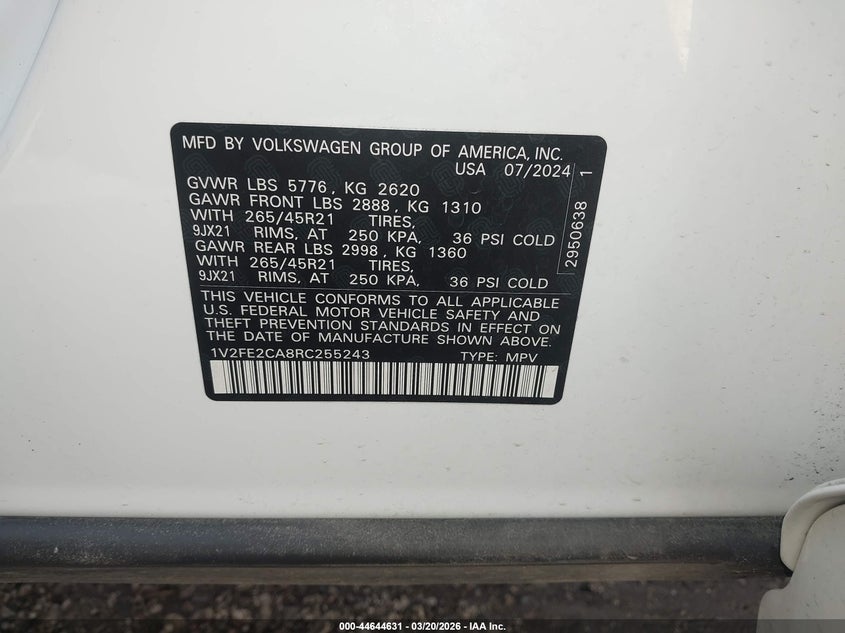 MFD BY VOLKSWAGEN GROUP OF AMERICA, INC.
USA 07/2024
GVWR LBS 5776, KG 2620
GAWR FRONT LBS 2888, KG 1310
WITH 265/45R21 TIRES,
9JX21 RIMS, AT 250 KPA, 36 PSI COLD
GAWR REAR LBS 2998, KG 1360
WITH 265/45R21 TIRES,
9JX21 RIMS, AT 250 KPA, 36 PSI COLD
2950638 1
THIS VEHICLE CONFORMS TO ALL APPLICABLE
U.S. FEDERAL MOTOR VEHICLE SAFETY AND
THEFT PREVENTION STANDARDS IN EFFECT ON
THE DATE OF MANUFACTURE SHOWN ABOVE.
1V2FE2CA8RC255243 TYPE: MPV
000-44644631 - 03/20/2026 - IAA Inc.